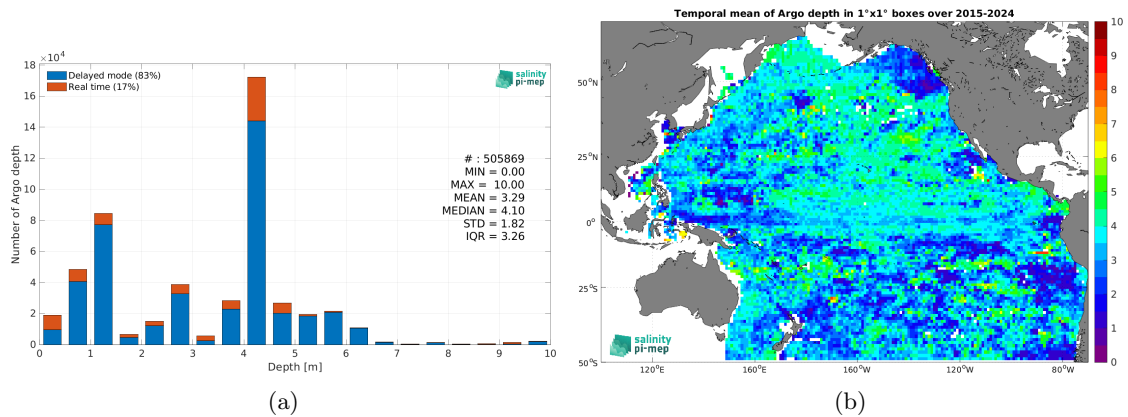 ×10⁴
18
16
14
12
10
8
6
4
2
0
Number of Argo depth
Delayed mode (83%)
Real time (17%)
salinity
pi-mep
# : 505869
MIN = 0.00
MAX = 10.00
MEAN = 3.29
MEDIAN = 4.10
STD = 1.82
IQR = 3.26
0 1 2 3 4 5 6 7 8 9 10
Depth [m]
(a)
Temporal mean of Argo depth in 1°x1° boxes over 2015-2024
50°N
25°N
0°
25°S
50°S
120°E 160°E 160°W 120°W 80°W
salinity
pi-mep
10
9
8
7
6
5
4
3
2
1
0
(b)